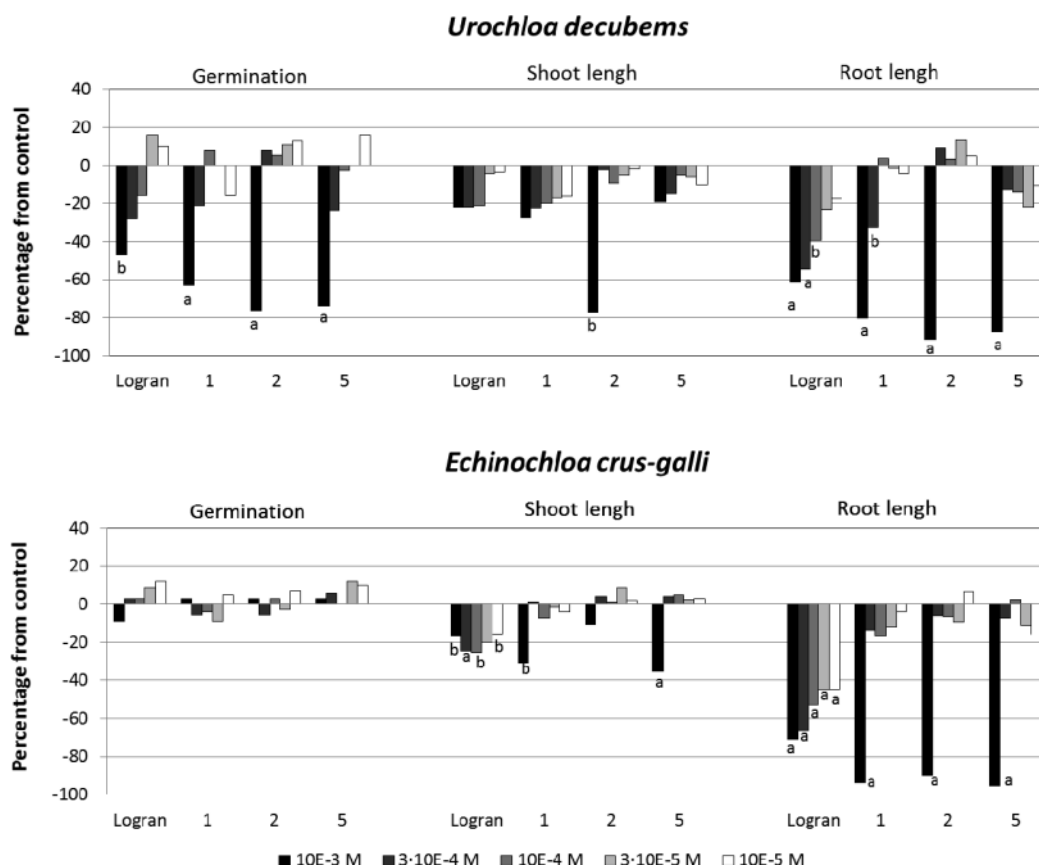 Urochloa decubems
Germination Shoot lengh Root lengh
Percentage from control
40
20
0
-20
-40
-60
-80
-100
b a a b a a b a b a a
Logran 1 2 5 Logran 1 2 5 Logran 1 2 5
Echinochloa crus-galli
Germination Shoot lengh Root lengh
Percentage from control
40
20
0
-20
-40
-60
-80
-100
b a b b b a a a a a a a a a
Logran 1 2 5 Logran 1 2 5 Logran 1 2 5
10E-3 M 3·10E-4 M 10E-4 M 3·10E-5 M 10E-5 M